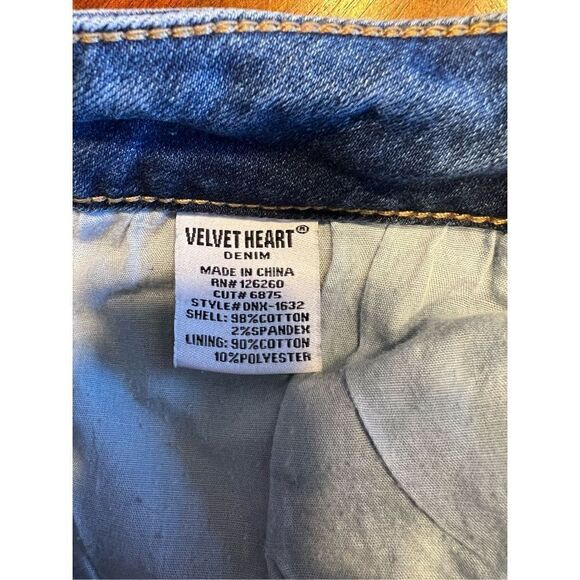 VELVET HEART®
DENIM
MADE IN CHINA
RN# 126260
CUT# 6875
STYLE# DNX-1632
SHELL: 98%COTTON
2%SPANDEX
LINING: 90%COTTON
10%POLYESTER